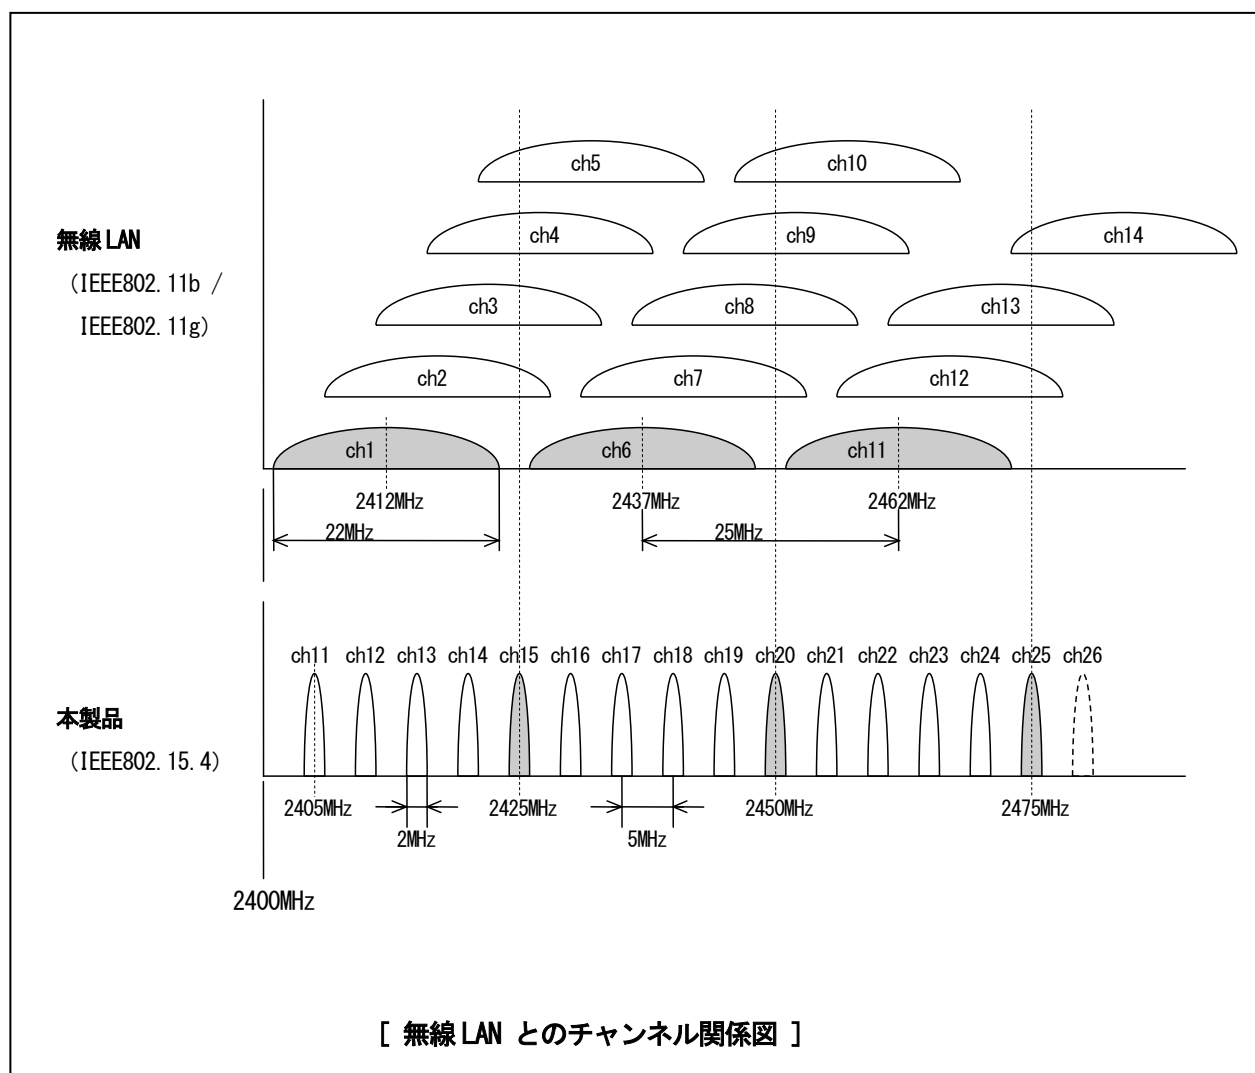 ch5 ch10
無線LAN
ch4 ch9 ch14
（IEEE802.11b /
ch3 ch8 ch13
IEEE802.11g）
ch2 ch7 ch12
ch1 ch6 ch11
2412MHz 2437MHz 2462MHz
22MHz 25MHz
ch11 ch12 ch13 ch14 ch15 ch16 ch17 ch18 ch19 ch20 ch21 ch22 ch23 ch24 ch25 ch26
本製品
（IEEE802.15.4）
2405MHz 2425MHz 2450MHz 2475MHz
2MHz 5MHz
2400MHz
[ 無線LAN とのチャンネル関係図 ]